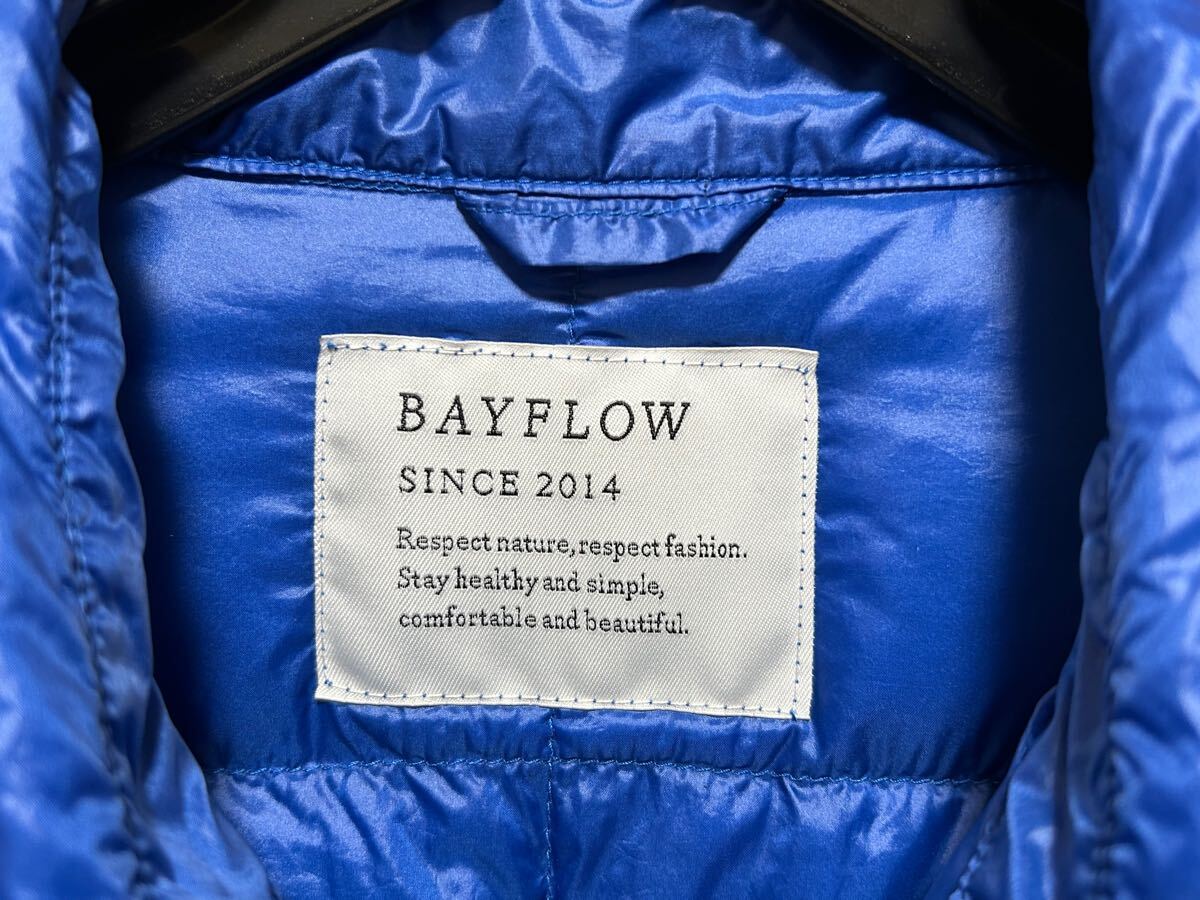 BAYFLOW
SINCE 2014
Respect nature, respect fashion.
Stay healthy and simple,
comfortable and beautiful.